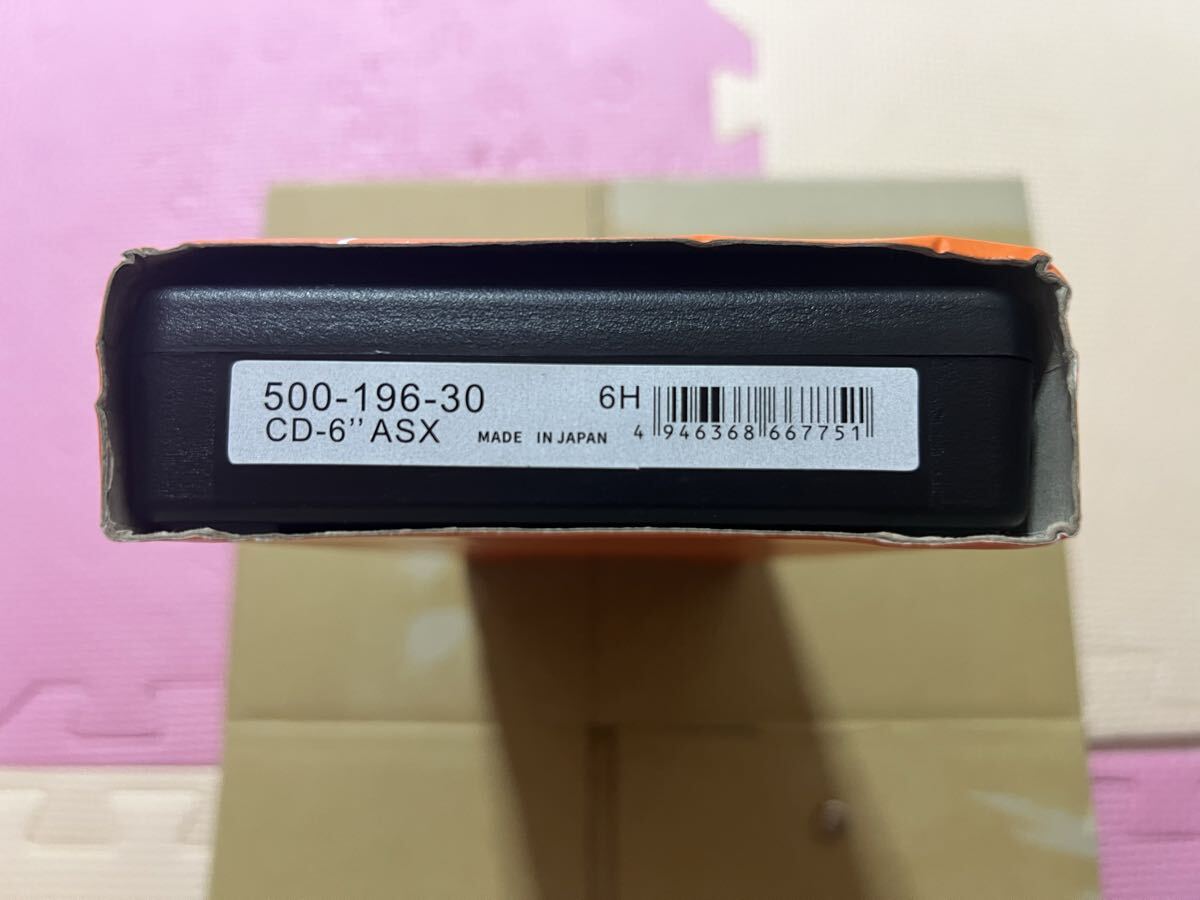 500-196-30 6H
CD-6'' ASX MADE IN JAPAN 4 946368 667751